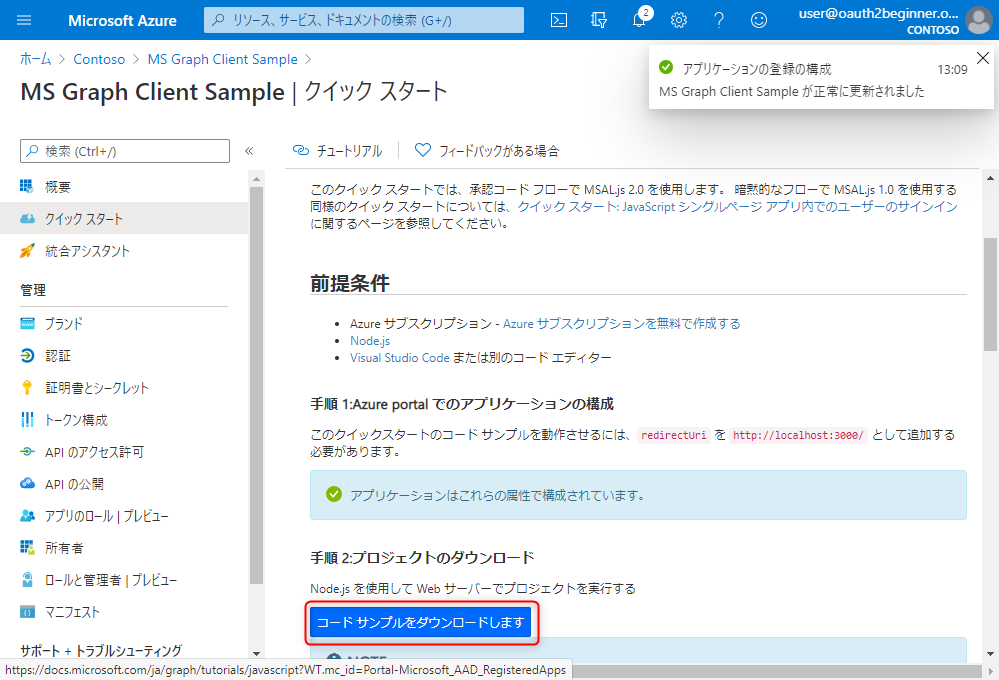 Microsoft Azure
リソース、サービス、ドキュメントの検索 (G+/)
2
user@oauth2beginner.o...
CONTOSO
ホーム > Contoso > MS Graph Client Sample >
MS Graph Client Sample | クイック スタート
アプリケーションの登録の構成 13:09
MS Graph Client Sample が正常に更新されました
検索 (Ctrl+/)
«
概要
クイック スタート
統合アシスタント
管理
ブランド
認証
証明書とシークレット
トークン構成
API のアクセス許可
API の公開
アプリのロール | プレビュー
所有者
ロールと管理者 | プレビュー
マニフェスト
サポート + トラブルシューティング
チュートリアル
フィードバックがある場合
このクイック スタートでは、承認コード フローで MSAL.js 2.0 を使用します。 暗黙的なフローで MSAL.js 1.0 を使用する
同様のクイック スタートについては、クイック スタート: JavaScript シングルページ アプリ内でのユーザーのサインイン
に関するページを参照してください。
前提条件
• Azure サブスクリプション - Azure サブスクリプションを無料で作成する
• Node.js
• Visual Studio Code または別のコード エディター
手順 1:Azure portal でのアプリケーションの構成
このクイックスタートのコード サンプルを動作させるには、 redirectUri を http://localhost:3000/ として追加する
必要があります。
アプリケーションはこれらの属性で構成されています。
手順 2:プロジェクトのダウンロード
Node.js を使用して Web サーバーでプロジェクトを実行する
コード サンプルをダウンロードします
NOTE
https://docs.microsoft.com/ja/graph/tutorials/javascript?WT.mc_id=Portal-Microsoft_AAD_RegisteredApps